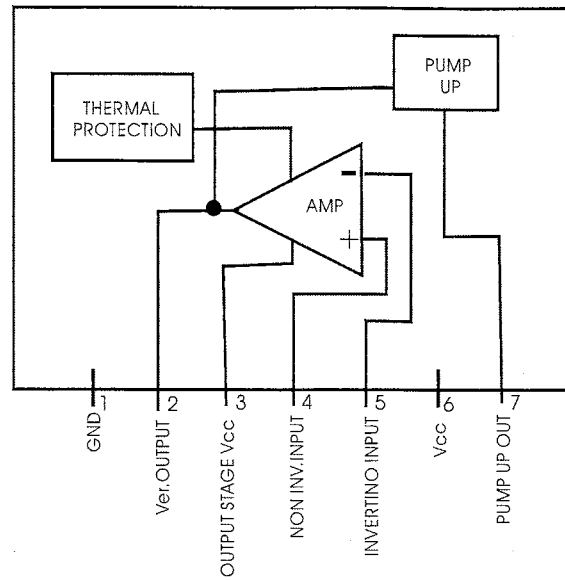 PUMP
UP
THERMAL
PROTECTION
AMP
-
+
1
2
3
4
5
6
7
GND
Ver.OUTPUT
OUTPUT STAGE Vcc
NON INV.INPUT
INVERTINO INPUT
Vcc
PUMP UP OUT